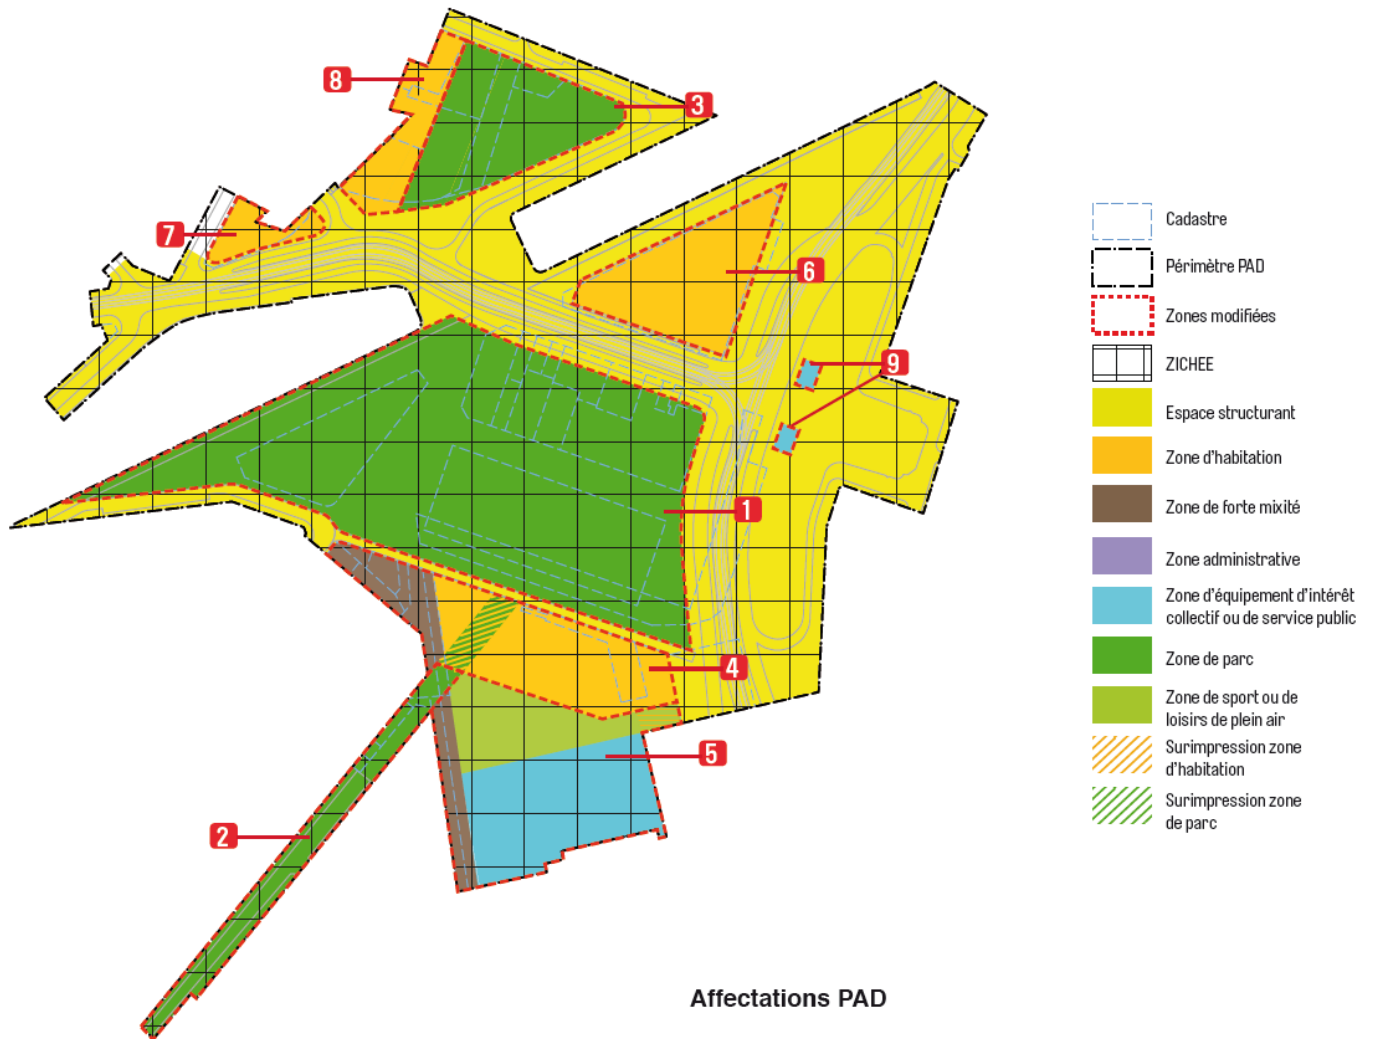 8
3
7
6
9
1
4
5
2
Cadastre
Périmètre PAD
Zones modifiées
ZICHEE
Espace structurant
Zone d'habitation
Zone de forte mixité
Zone administrative
Zone d'équipement d'intérêt
collectif ou de service public
Zone de parc
Zone de sport ou de
loisirs de plein air
Surimpression zone
d'habitation
Surimpression zone
de parc
Affectations PAD